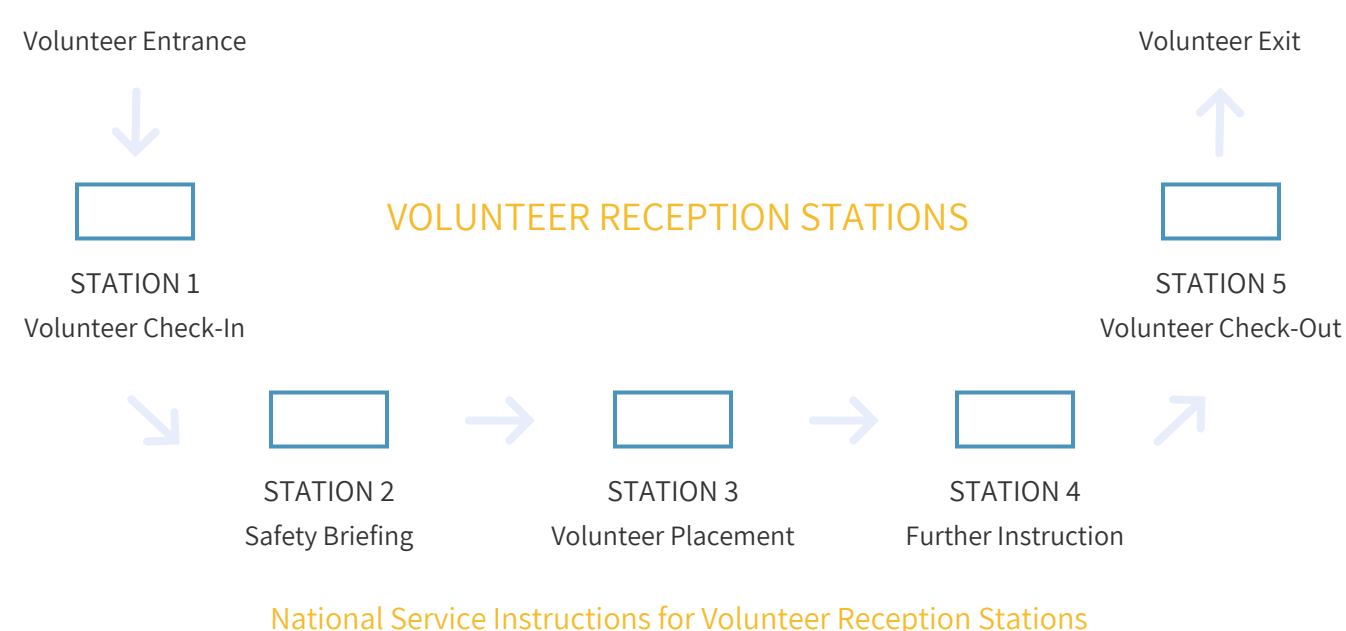 Volunteer Entrance
Volunteer Exit
VOLUNTEER RECEPTION STATIONS
STATION 1
Volunteer Check-In
STATION 5
Volunteer Check-Out
STATION 2
Safety Briefing
STATION 3
Volunteer Placement
STATION 4
Further Instruction
National Service Instructions for Volunteer Reception Stations